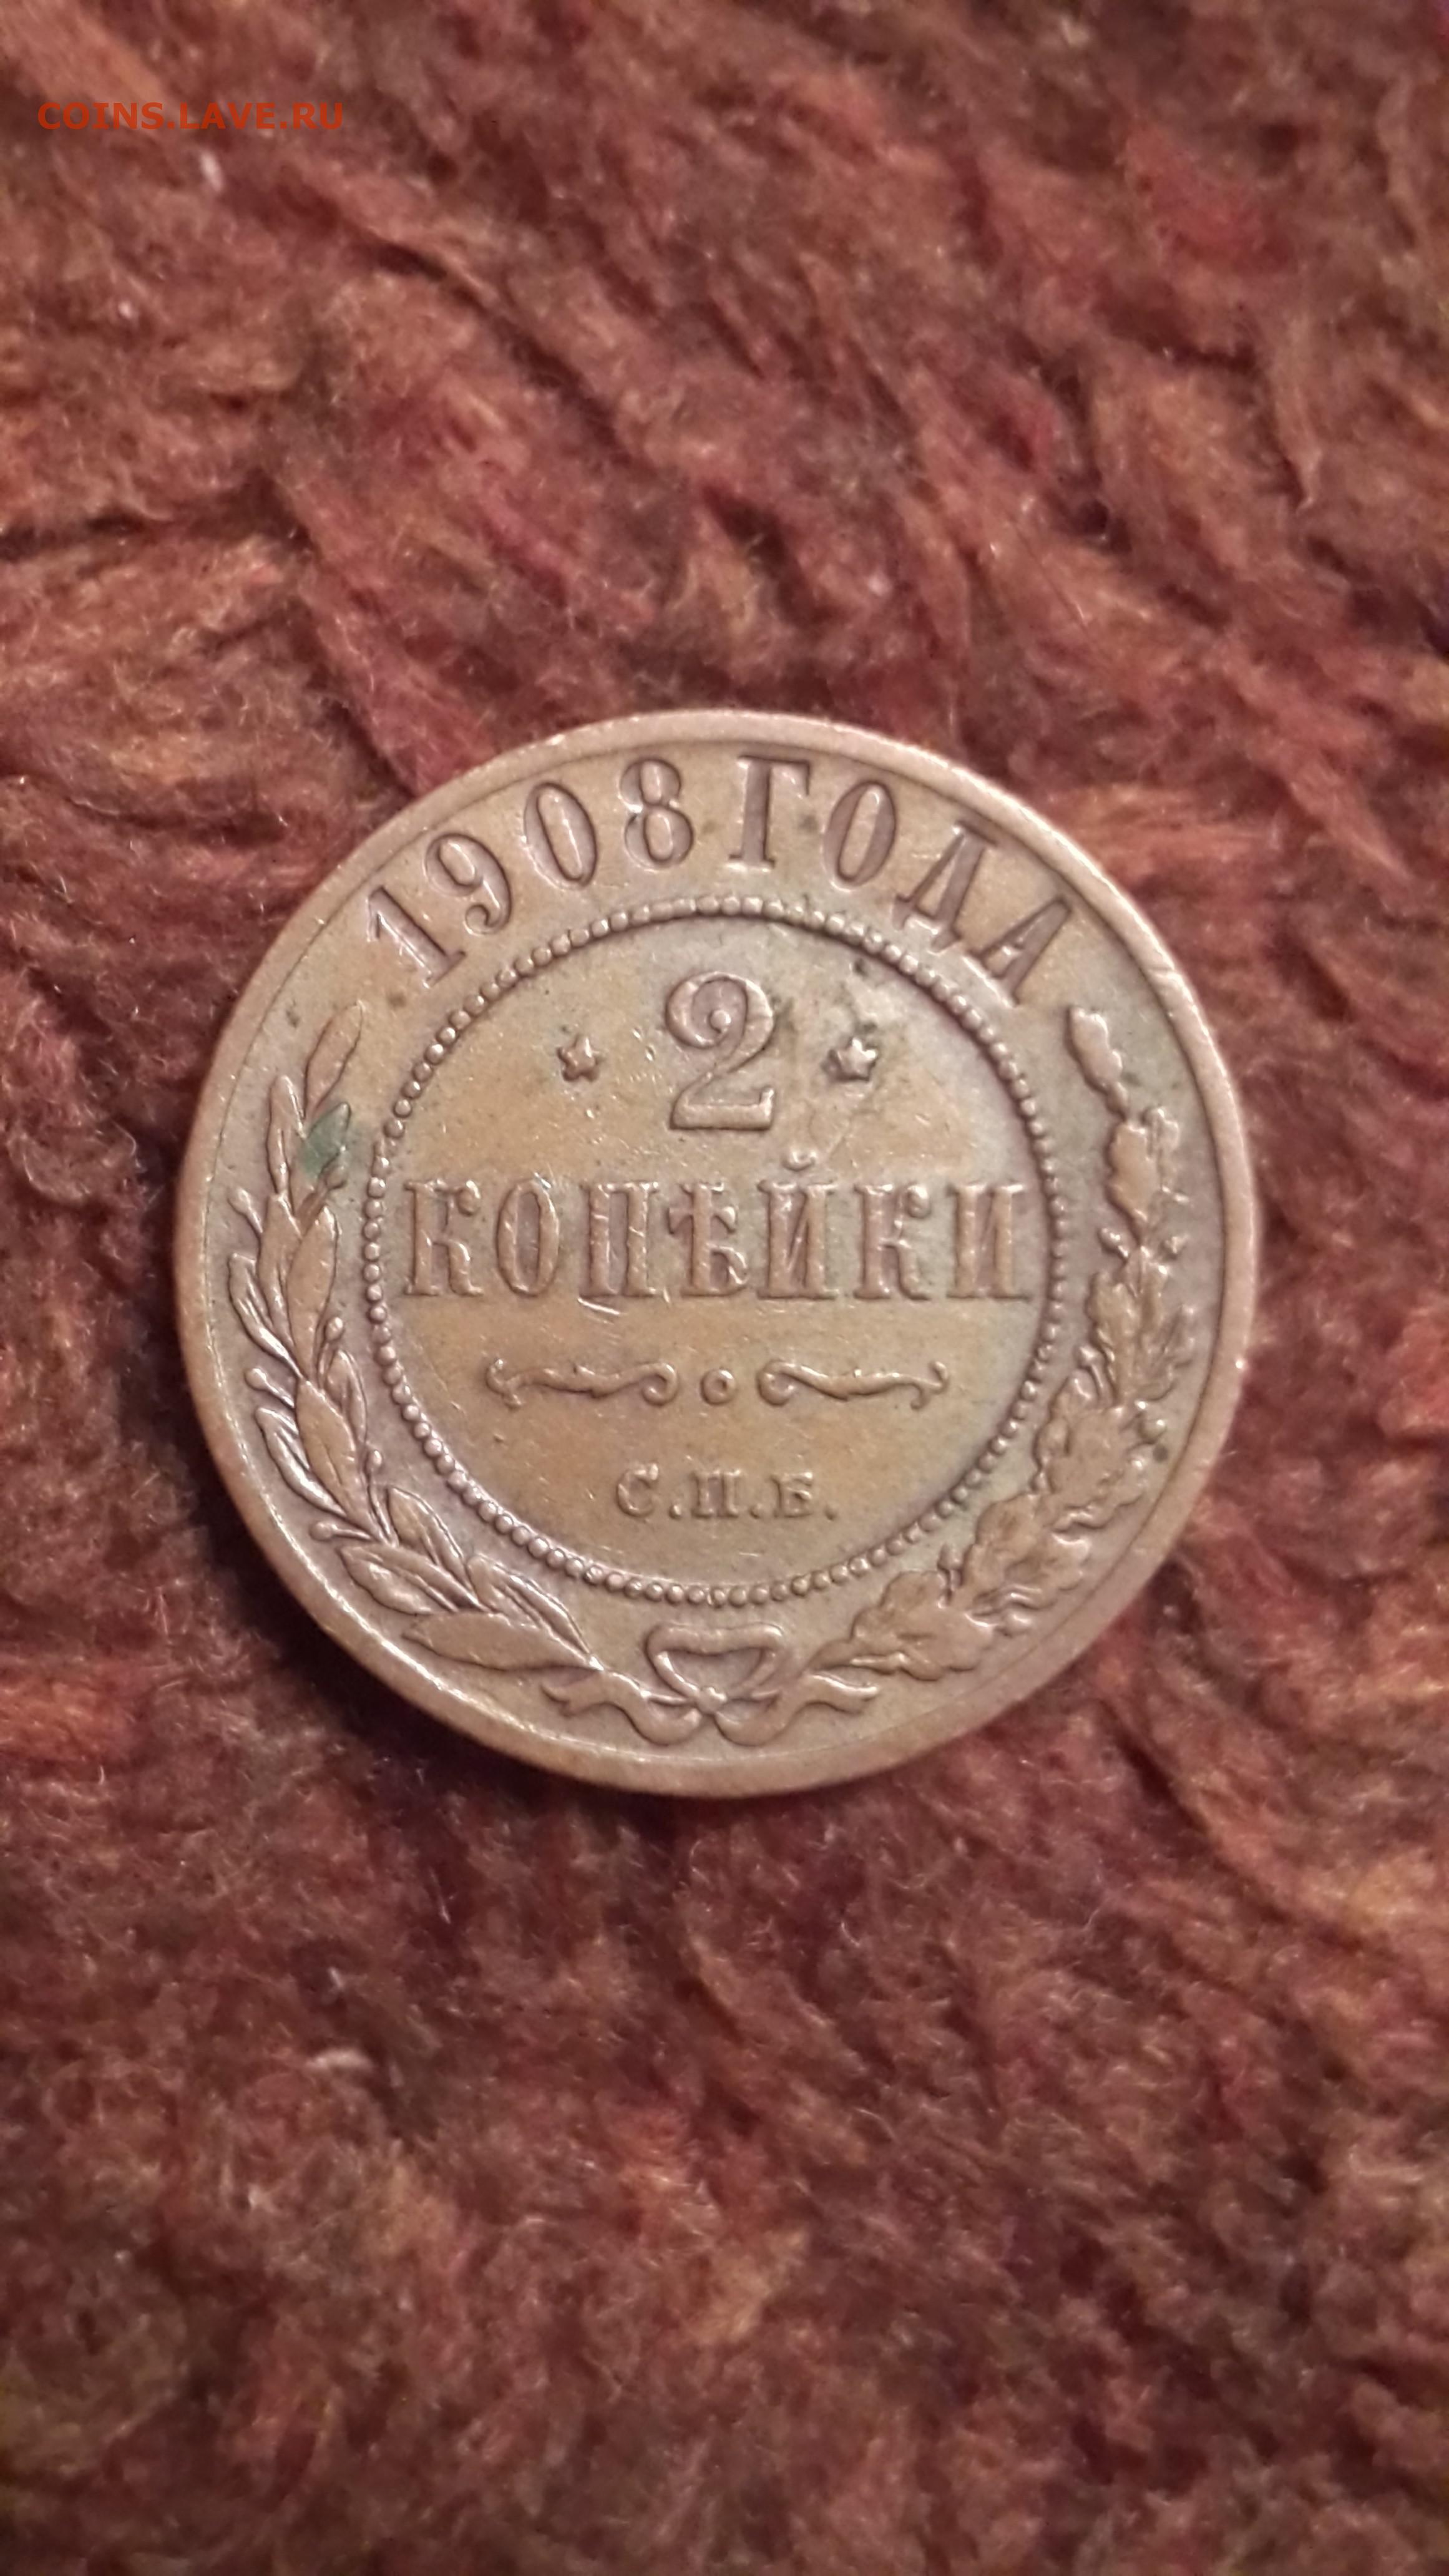 COINS.LAVE.RU
1908 ГОДА
2
КОПѢЙКИ
С.П.Б.